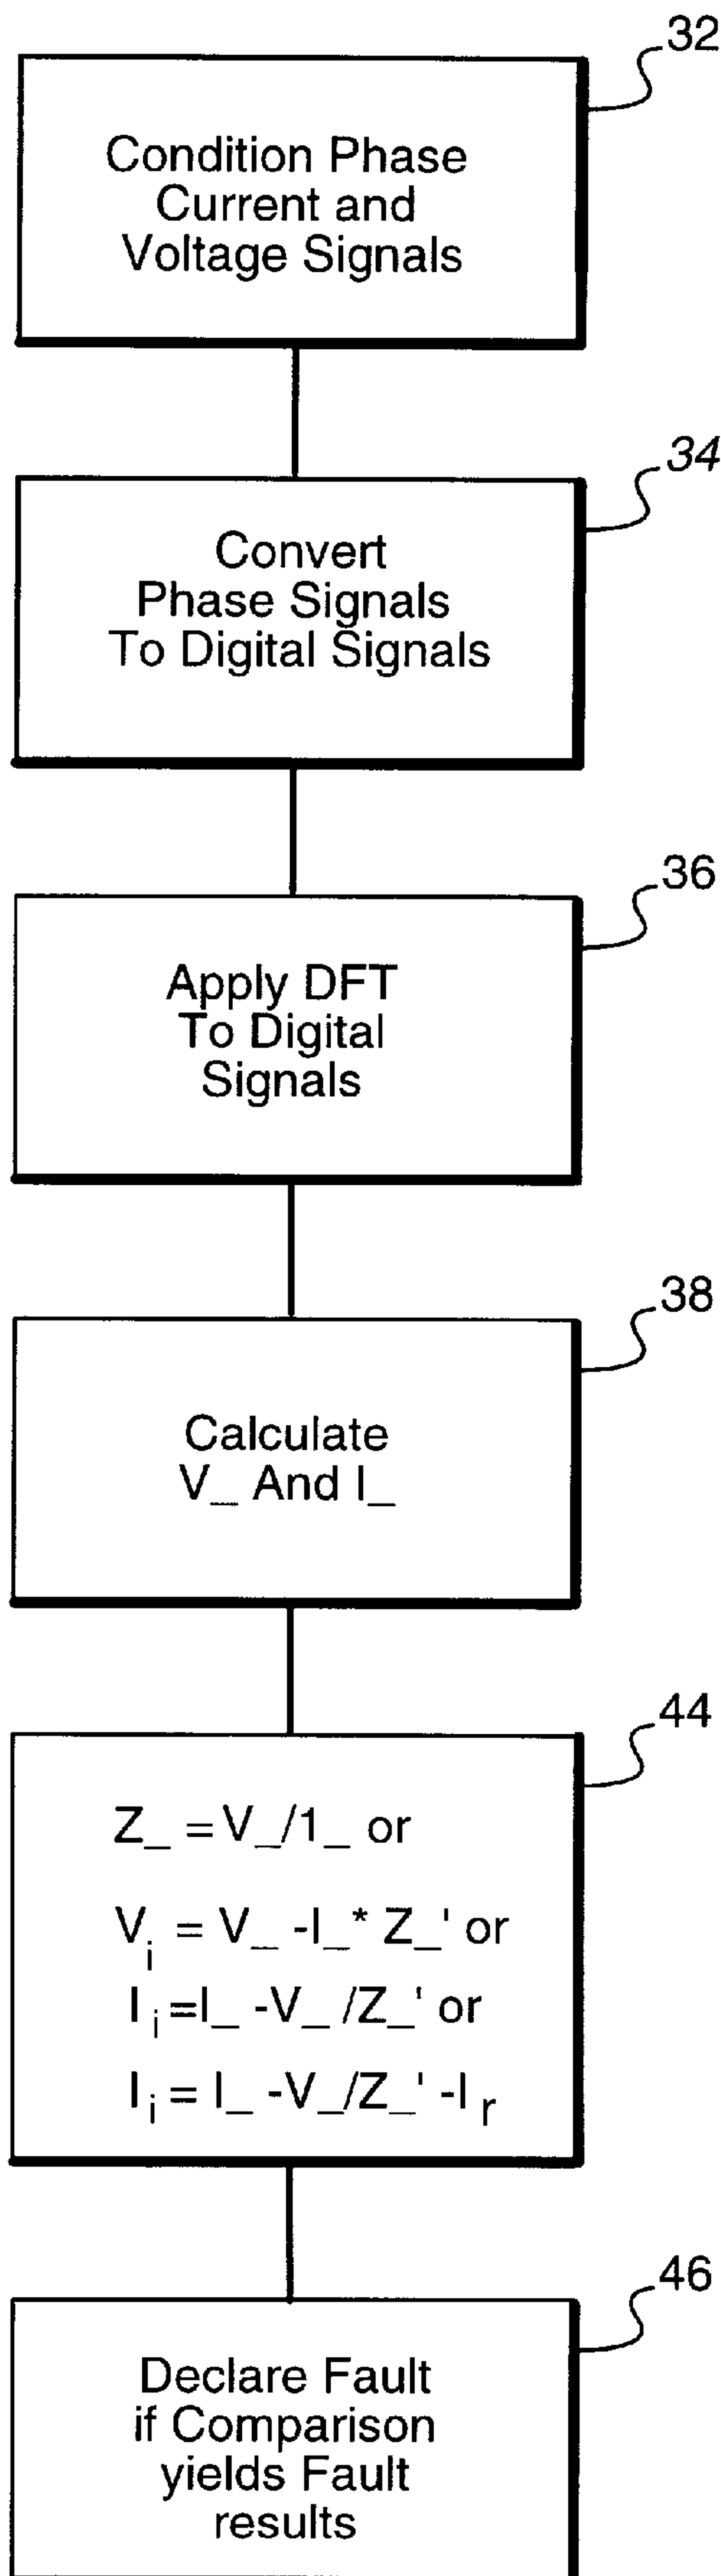 32
Condition Phase
Current and
Voltage Signals
34
Convert
Phase Signals
To Digital Signals
36
Apply DFT
To Digital
Signals
38
Calculate
V_ And I_
44
Z_ = V_/1_ or
V i = V_ -I_* Z_' or
I i =I_ -V_ /Z_' or
I i = I_ -V_/Z_' -I r
46
Declare Fault
if Comparison
yields Fault
results